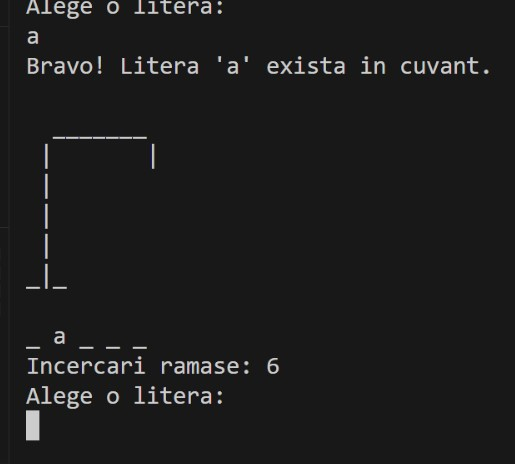 Alege o litera:
a
Bravo! Litera 'a' exista in cuvant.
_ a _ _ _
Incercari ramase: 6
Alege o litera: